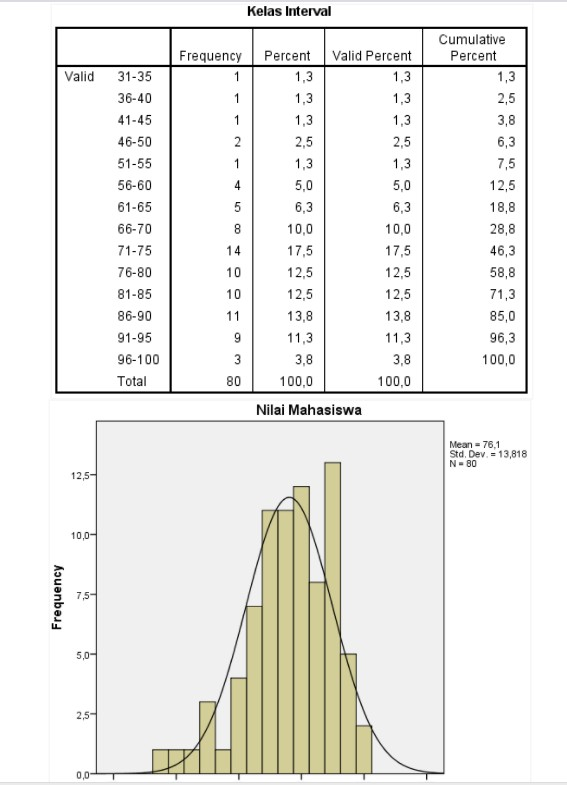 Kelas Interval
Frequency Percent Valid Percent Cumulative Percent
Valid 31-35 1 1,3 1,3 1,3
36-40 1 1,3 1,3 2,5
41-45 1 1,3 1,3 3,8
46-50 2 2,5 2,5 6,3
51-55 1 1,3 1,3 7,5
56-60 4 5,0 5,0 12,5
61-65 5 6,3 6,3 18,8
66-70 8 10,0 10,0 28,8
71-75 14 17,5 17,5 46,3
76-80 10 12,5 12,5 58,8
81-85 10 12,5 12,5 71,3
86-90 11 13,8 13,8 85,0
91-95 9 11,3 11,3 96,3
96-100 3 3,8 3,8 100,0
Total 80 100,0 100,0
Nilai Mahasiswa
Mean = 76,1
Std. Dev. = 13,818
N = 80
Frequency
12,5
10,0
7,5
5,0
2,5
0,0